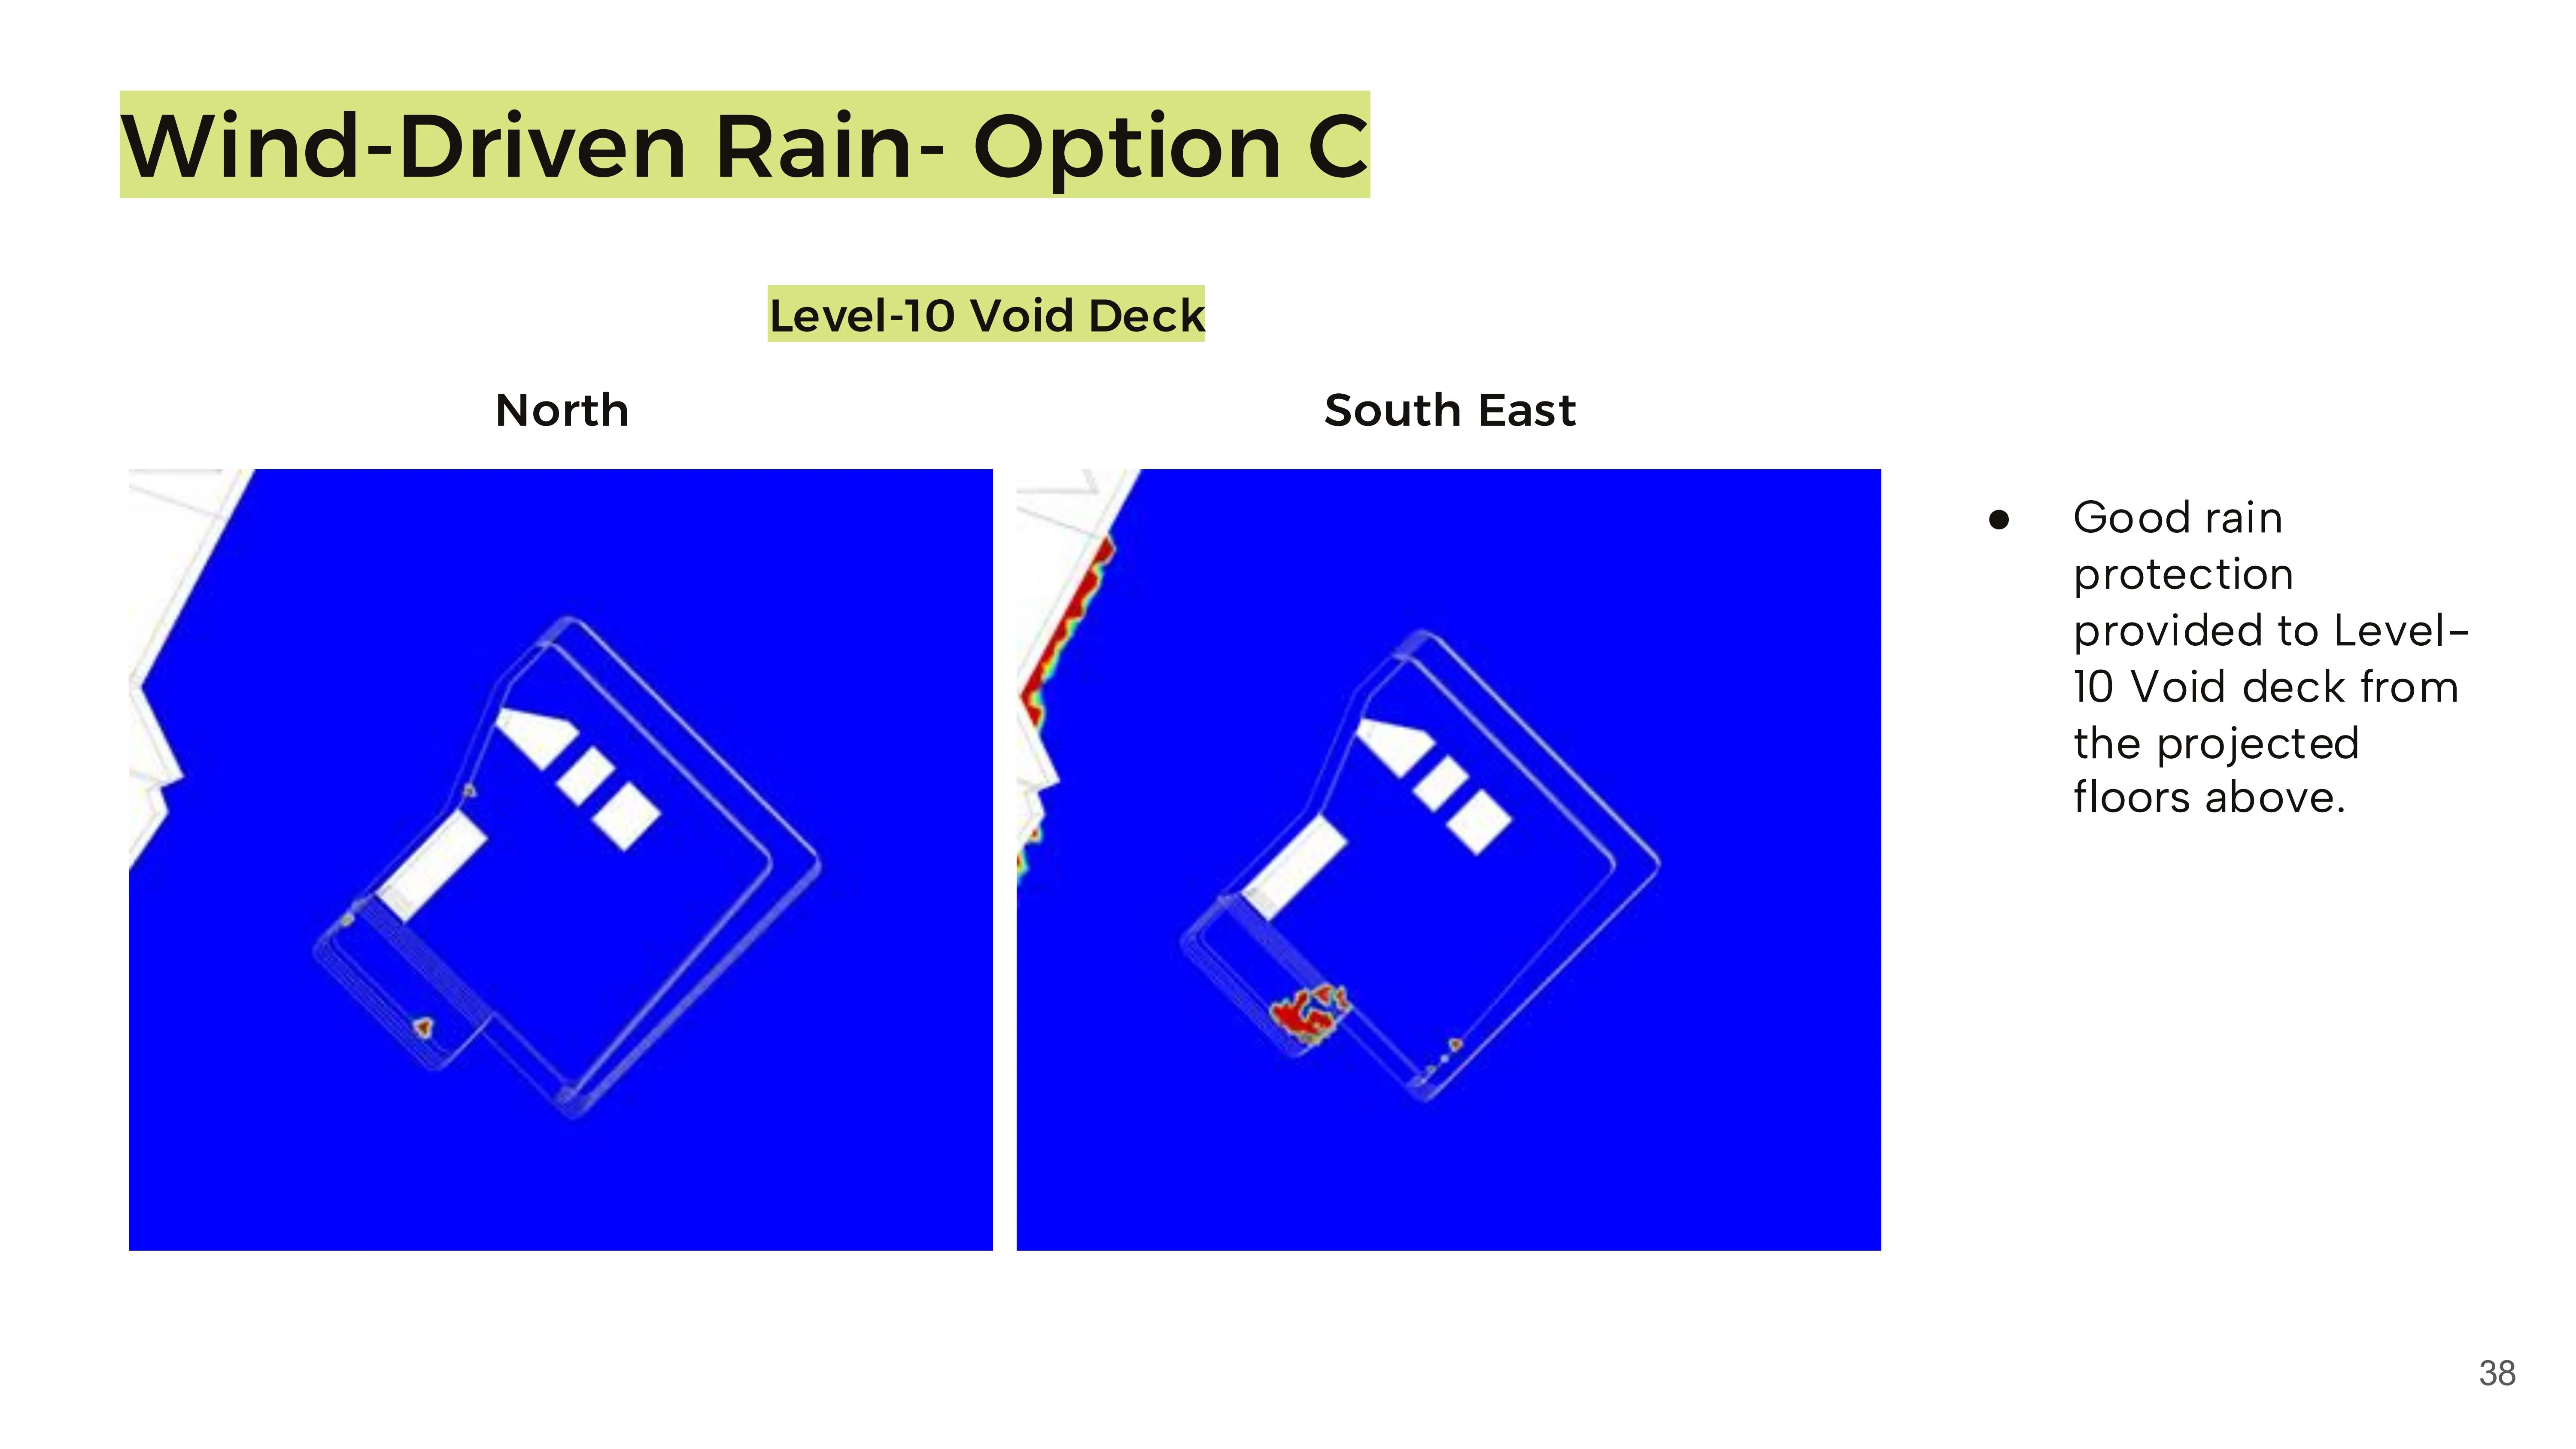 Wind-Driven Rain- Option C
Level-10 Void Deck
North
South East
● Good rain
protection
provided to Level-
10 Void deck from
the projected
floors above.
38